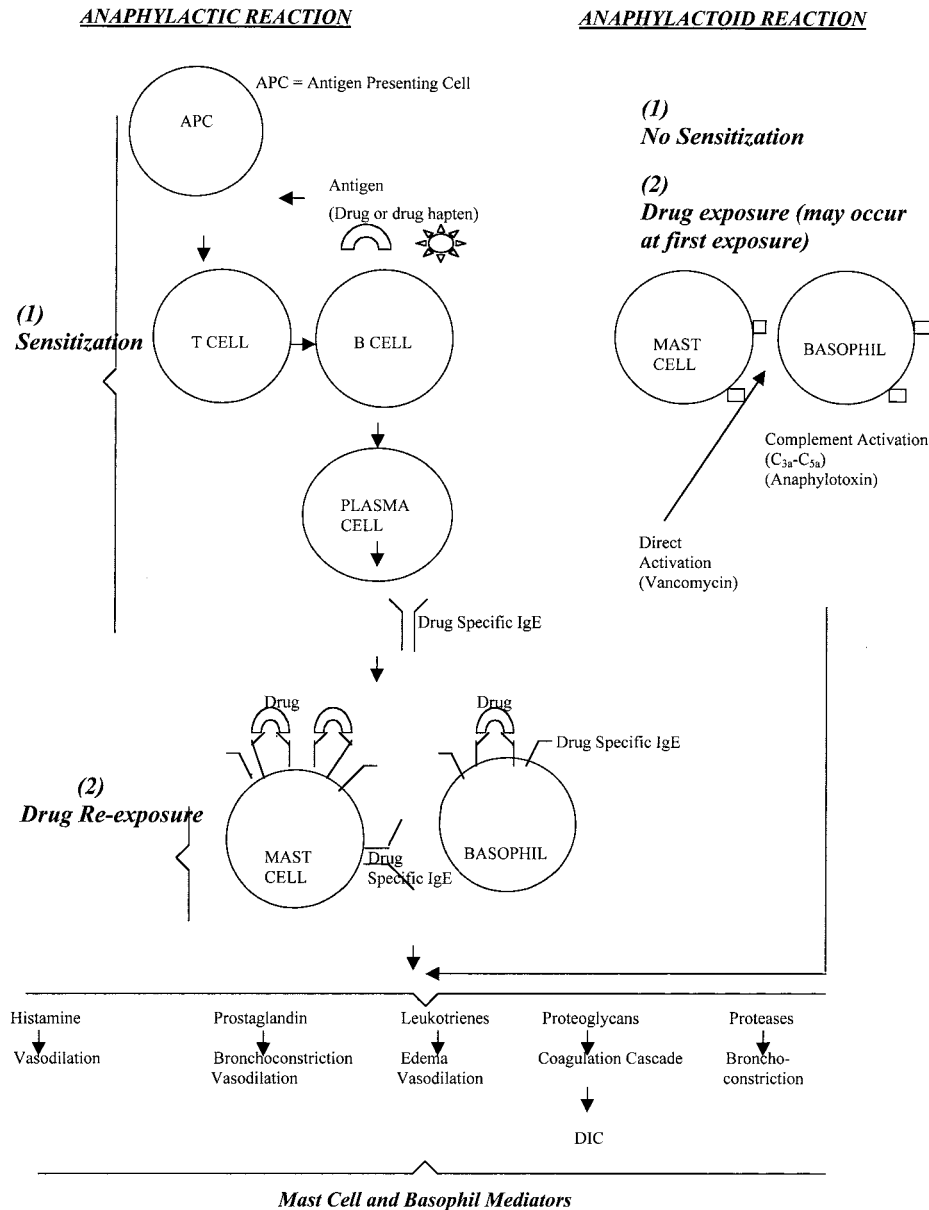 ANAPHYLACTIC REACTION
ANAPHYLACTOID REACTION
APC = Antigen Presenting Cell
APC
Antigen
(Drug or drug hapten)
(1)
Sensitization
T CELL
B CELL
PLASMA
CELL
Drug Specific IgE
(1)
No Sensitization
(2)
Drug exposure (may occur
at first exposure)
MAST
CELL
BASOPHIL
Complement Activation
(C3a-C5a)
(Anaphylotoxin)
Direct
Activation
(Vancomycin)
(2)
Drug Re-exposure
Drug
Drug
Drug Specific IgE
MAST
CELL
Drug
Specific IgE
BASOPHIL
Histamine
Vasodilation
Prostaglandin
Bronchoconstriction
Vasodilation
Leukotrienes
Edema
Vasodilation
Proteoglycans
Coagulation Cascade
DIC
Proteases
Broncho-
constriction
Mast Cell and Basophil Mediators